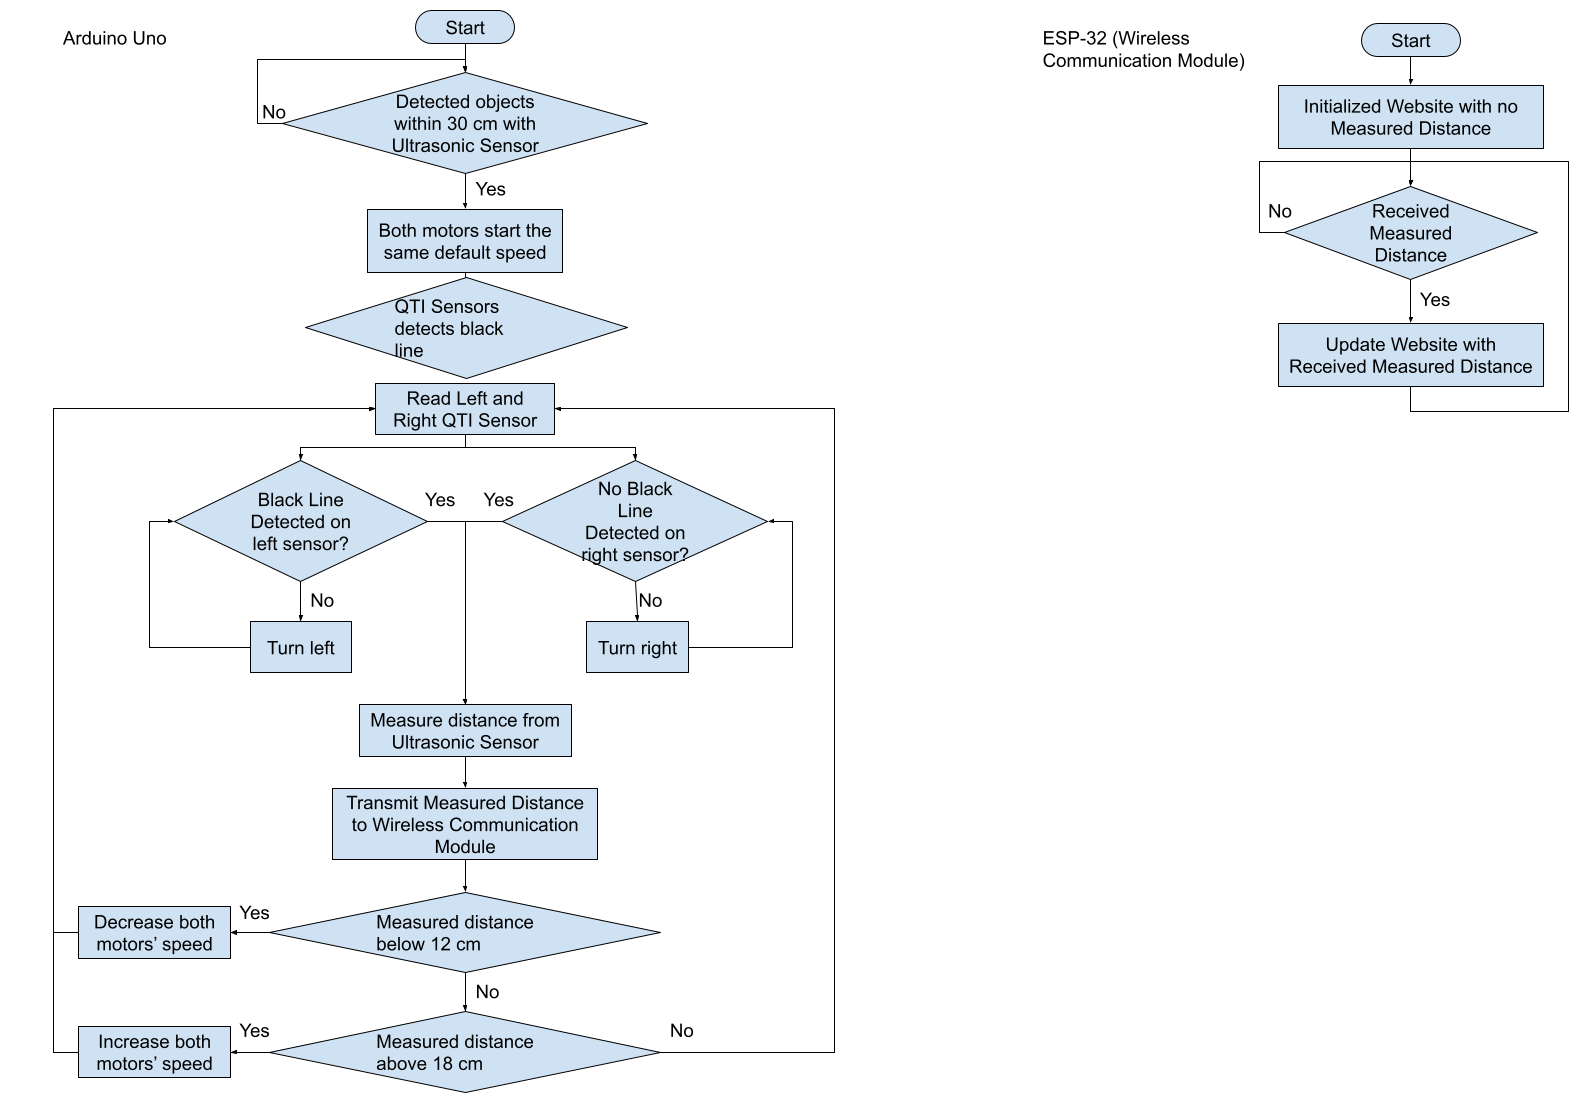 Arduino Uno
Start
No
Detected objects
within 30 cm with
Ultrasonic Sensor
Yes
Both motors start the
same default speed
QTI Sensors
detects black
line
Read Left and
Right QTI Sensor
Black Line
Detected on
left sensor?
Yes
Yes
No Black
Line
Detected on
right sensor?
No
No
Turn left
Turn right
Measure distance from
Ultrasonic Sensor
Transmit Measured Distance
to Wireless Communication
Module
Decrease both
motors’ speed
Yes
Measured distance
below 12 cm
No
Increase both
motors’ speed
Yes
Measured distance
above 18 cm
No
ESP-32 (Wireless
Communication Module)
Start
Initialized Website with no
Measured Distance
No
Received
Measured
Distance
Yes
Update Website with
Received Measured Distance